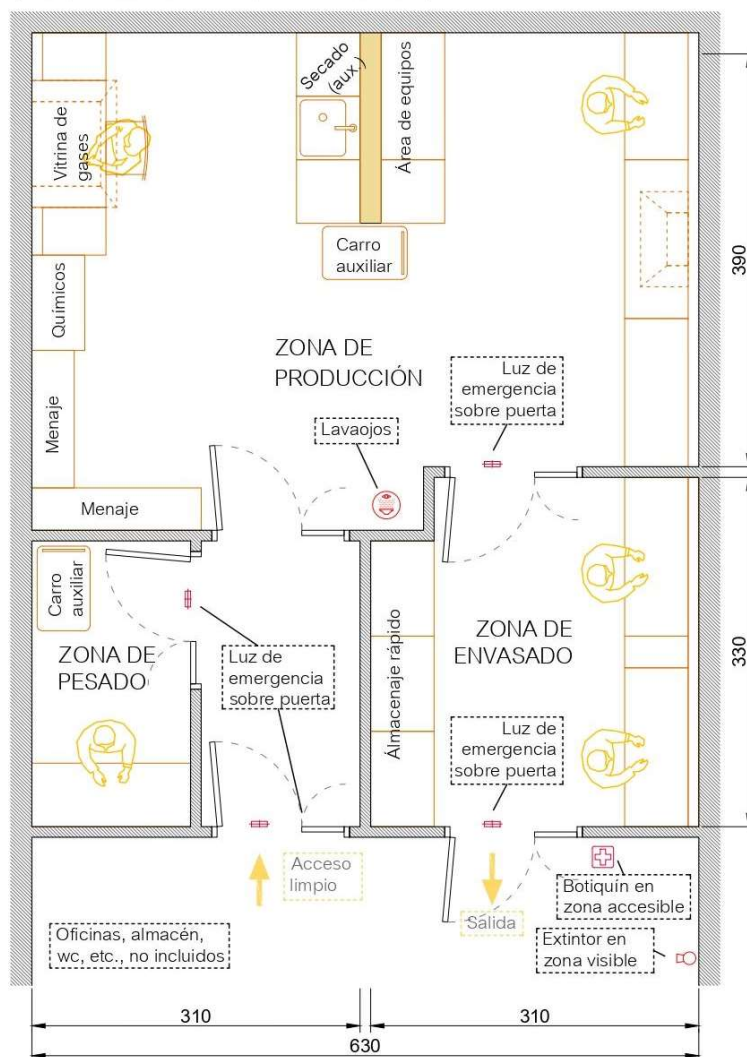 Secado
(aux.)
Área de equipos
Vitrina de
gases
Carro
auxiliar
Químicos
390
ZONA DE
PRODUCCIÓN
Luz de
emergencia
sobre puerta
Menaje
Lavaojos
Menaje
Carro
auxiliar
ZONA DE
PESADO
Luz de
emergencia
sobre puerta
Almacenaje rápido
ZONA DE
ENVASADO
330
Luz de
emergencia
sobre puerta
Acceso
limpio
Salida
Botiquín en
zona accesible
Oficinas, almacén,
wc, etc., no incluidos
Extintor en
zona visible
310
310
630